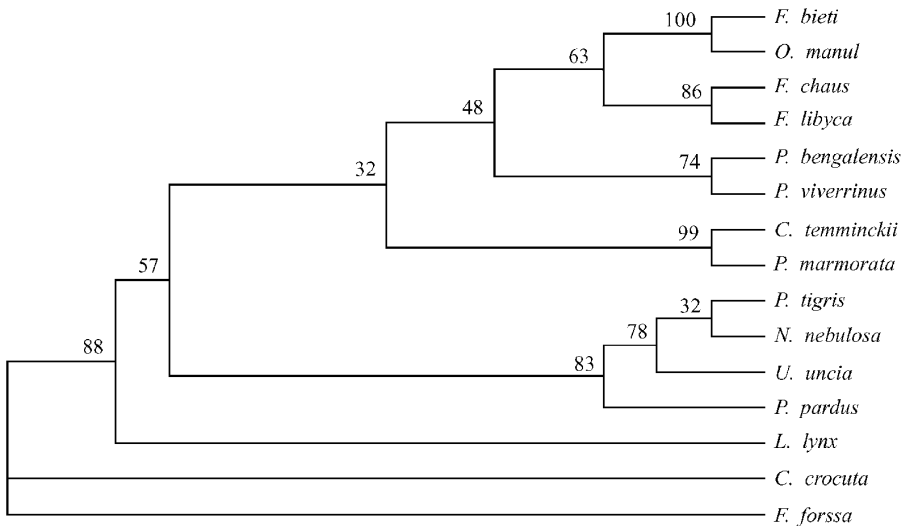 100
F. bieti
O. manul
63
86
F. chaus
F. libyca
48
74
P. bengalensis
P. viverrinus
32
99
C. temminckii
P. marmorata
57
32
P. tigris
N. nebulosa
78
U. uncia
83
P. pardus
88
L. lynx
C. crocuta
F. forssa